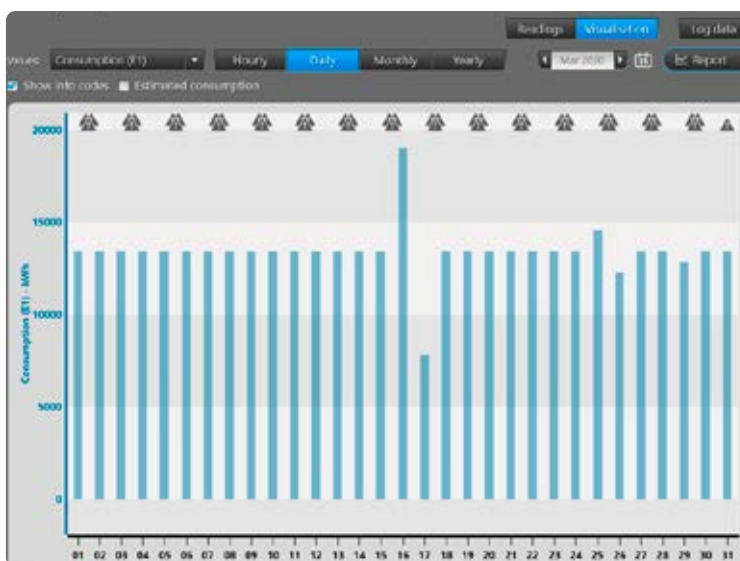 Readings Visualisation Log data
Values: Consumption (E1) Hourly Daily Monthly Yearly Mar 2020 Report
Show info codes Estimated consumption
20000
15000
10000
5000
0
Consumption (E1) - kWh
01 02 03 04 05 06 07 08 09 10 11 12 13 14 15 16 17 18 19 20 21 22 23 24 25 26 27 28 29 30 31